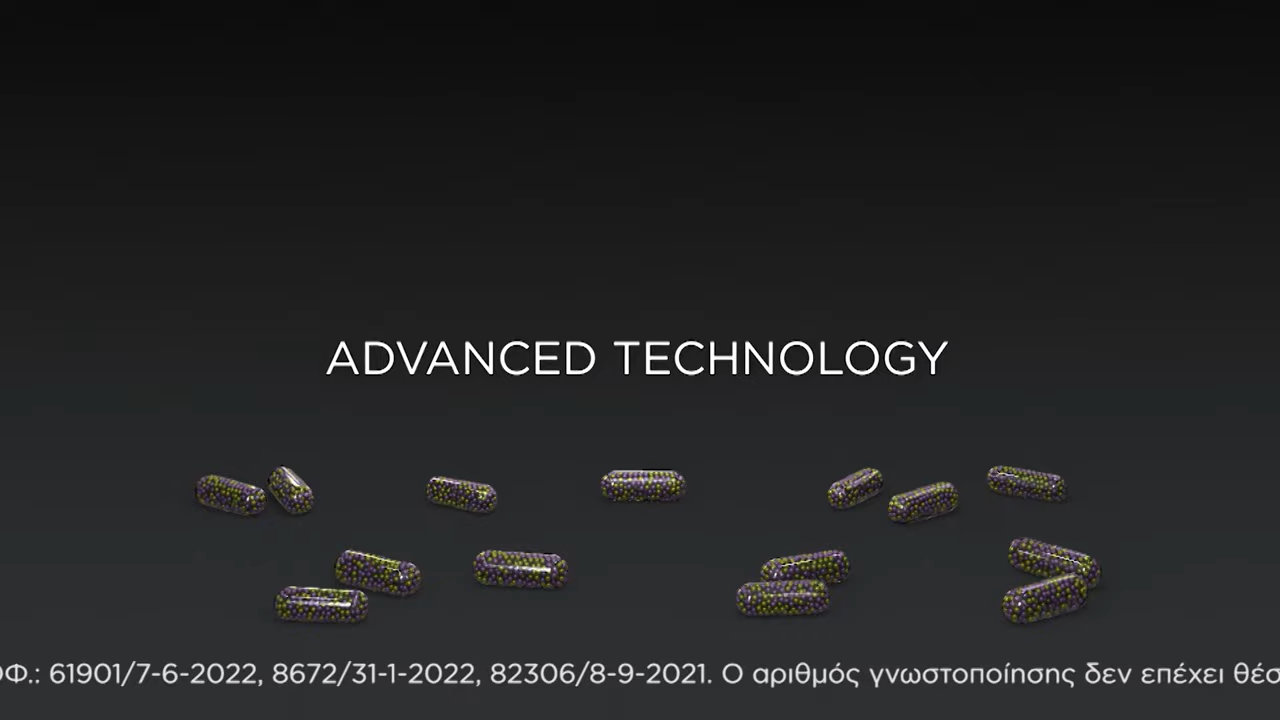 ADVANCED TECHNOLOGY
Φ.: 61901/7-6-2022, 8672/31-1-2022, 82306/8-9-2021. Ο αριθμός γνωστοποίησης δεν επέχει